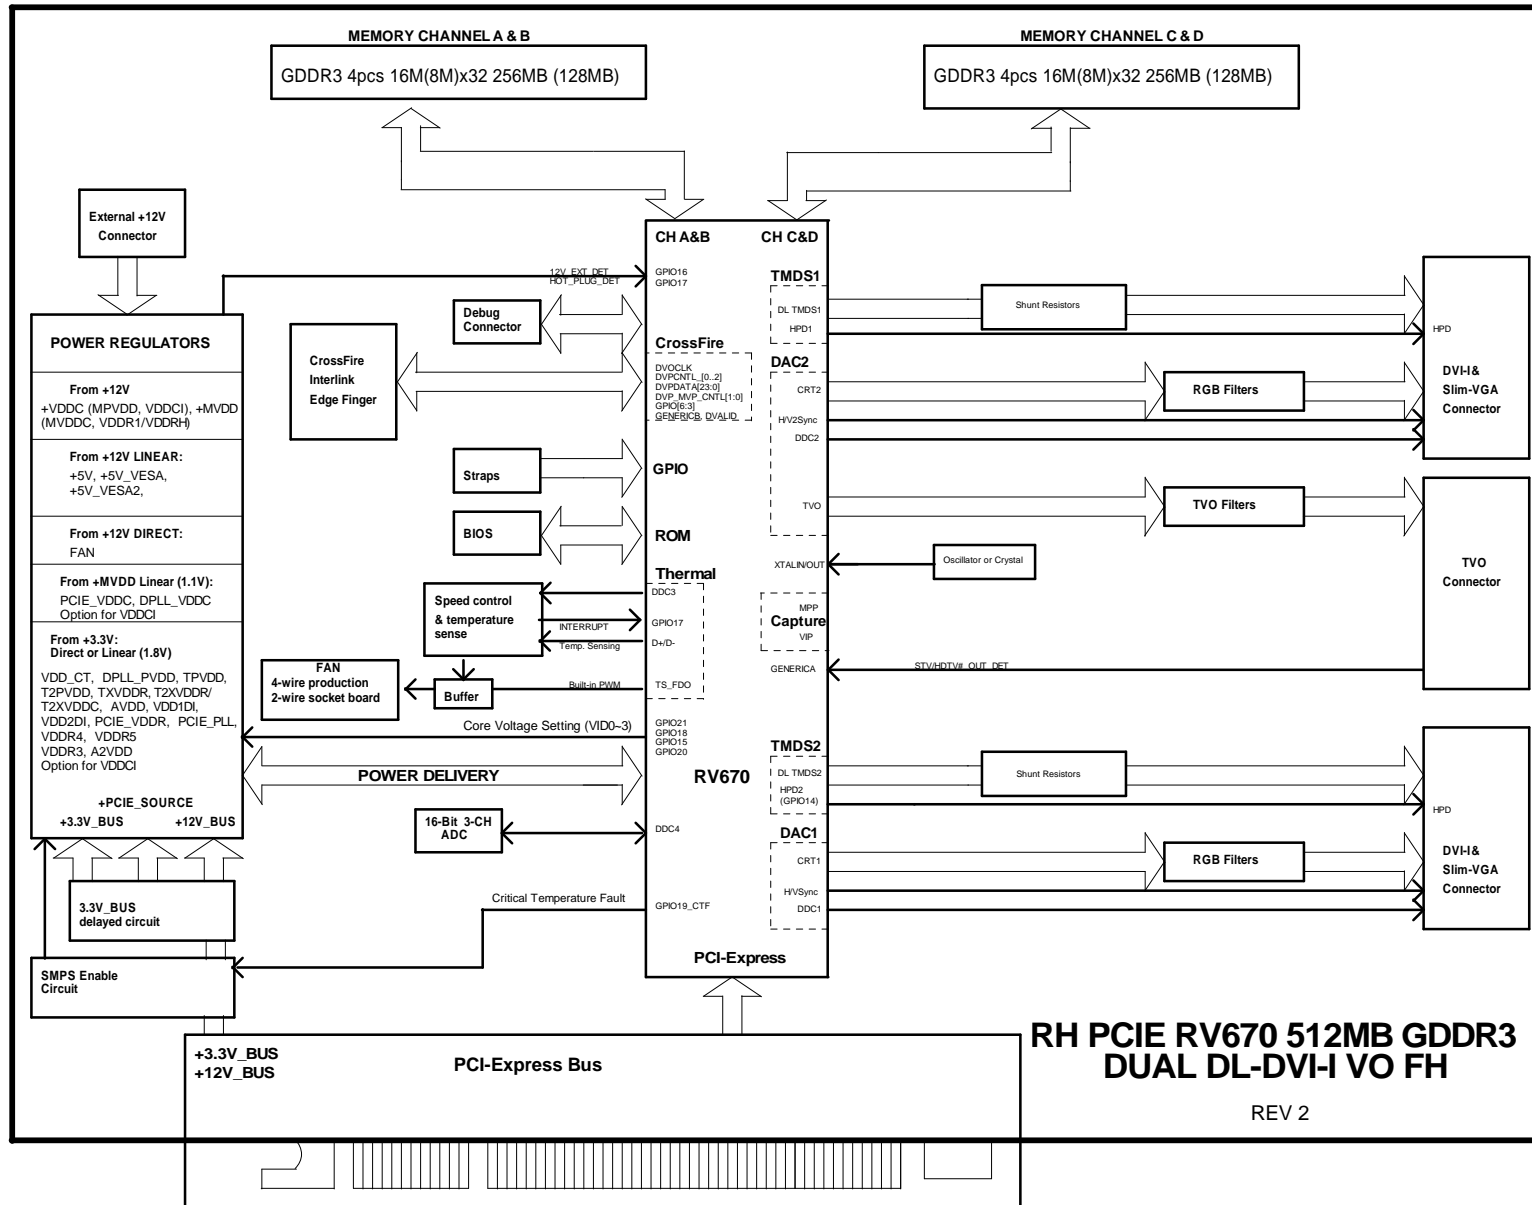 MEMORY CHANNEL A & B
GDDR3 4pcs 16M(8M)x32 256MB (128MB)
MEMORY CHANNEL C & D
GDDR3 4pcs 16M(8M)x32 256MB (128MB)
External +12V
Connector
POWER REGULATORS
From +12V
+VDDC (MPVDD, VDDCI), +MVDD
(MVDDC, VDDR1/VDDRH)
From +12V LINEAR:
+5V, +5V_VESA,
+5V_VESA2,
From +12V DIRECT:
FAN
From +MVDD Linear (1.1V):
PCIE_VDDC, DPLL_VDDC
Option for VDDCI
From +3.3V:
Direct or Linear (1.8V)
VDD_CT, DPLL_PVDD, TPVDD,
T2PVDD, TXVDDR, T2XVDDR/
T2XVDDC, AVDD, VDD1DI,
VDD2DI, PCIE_VDDR, PCIE_PLL,
VDDR4, VDDR5
VDDR3, A2VDD
Option for VDDCI
+PCIE_SOURCE
+3.3V_BUS
+12V_BUS
3.3V_BUS
delayed circuit
SMPS Enable
Circuit
12V_EXT_DET
HOT_PLUG_DET
Debug
Connector
CrossFire
Interlink
Edge Finger
Straps
BIOS
Speed control
& temperature
sense
INTERRUPT
Temp. Sensing
FAN
4-wire production
2-wire socket board
Buffer
Built-in PWM
Core Voltage Setting (VID0~3)
POWER DELIVERY
16-Bit 3-CH
ADC
Critical Temperature Fault
CH A&B
CH C&D
GPIO16
GPIO17
CrossFire
DVOCLK
DVPCNTL_[0..2]
DVPDATA[23:0]
DVP_MVP_CNTL[1:0]
GPIO[6:3]
GENERICB, DVALID
GPIO
ROM
Thermal
DDC3
GPIO17
D+/D-
TS_FDO
GPIO21
GPIO18
GPIO15
GPIO20
RV670
DDC4
GPIO19_CTF
PCI-Express
TMDS1
DL TMDS1
HPD1
DAC2
CRT2
H/V2Sync
DDC2
TVO
XTALIN/OUT
MPP
Capture
VIP
GENERICA
TMDS2
DL TMDS2
HPD2
(GPIO14)
DAC1
CRT1
H/VSync
DDC1
Shunt Resistors
RGB Filters
TVO Filters
Oscillator or Crystal
STV/HDTV#_OUT_DET
Shunt Resistors
RGB Filters
HPD
DVI-I &
Slim-VGA
Connector
TVO
Connector
HPD
DVI-I &
Slim-VGA
Connector
+3.3V_BUS
+12V_BUS
PCI-Express Bus
RH PCIE RV670 512MB GDDR3
DUAL DL-DVI-I VO FH
REV 2